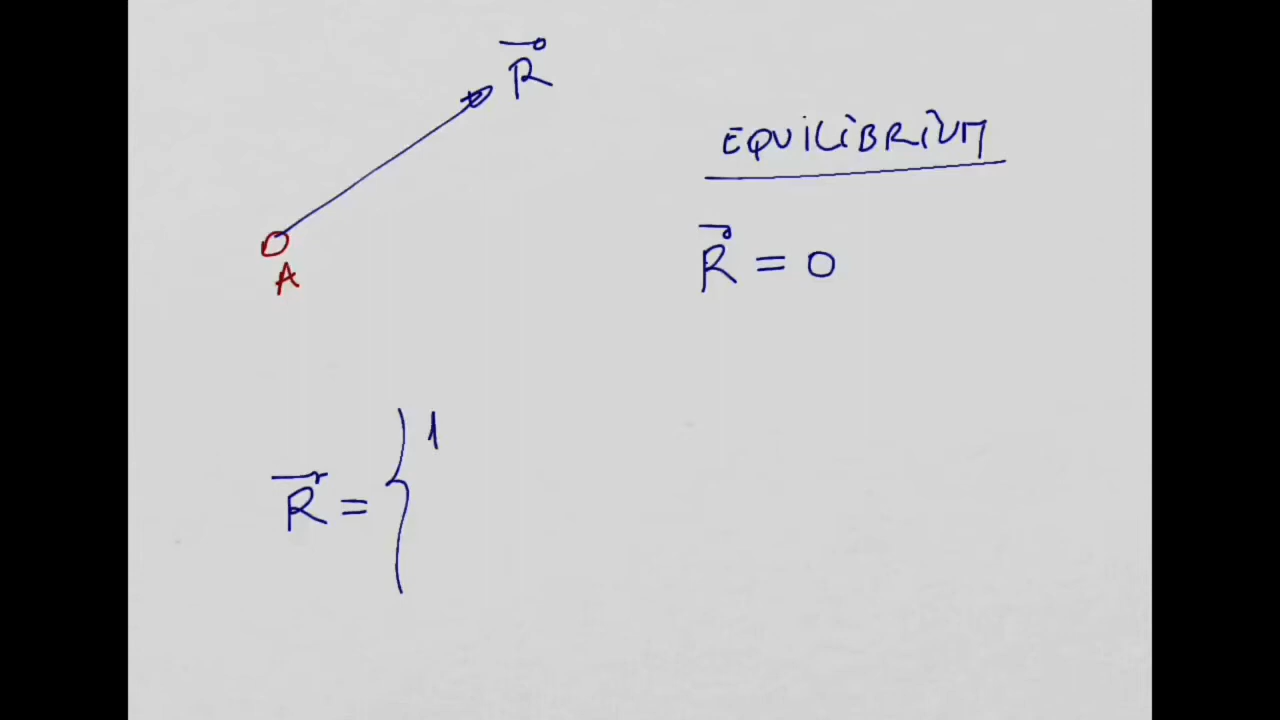 R
EQUILIBRIUM
A
R = 0
R = { 1